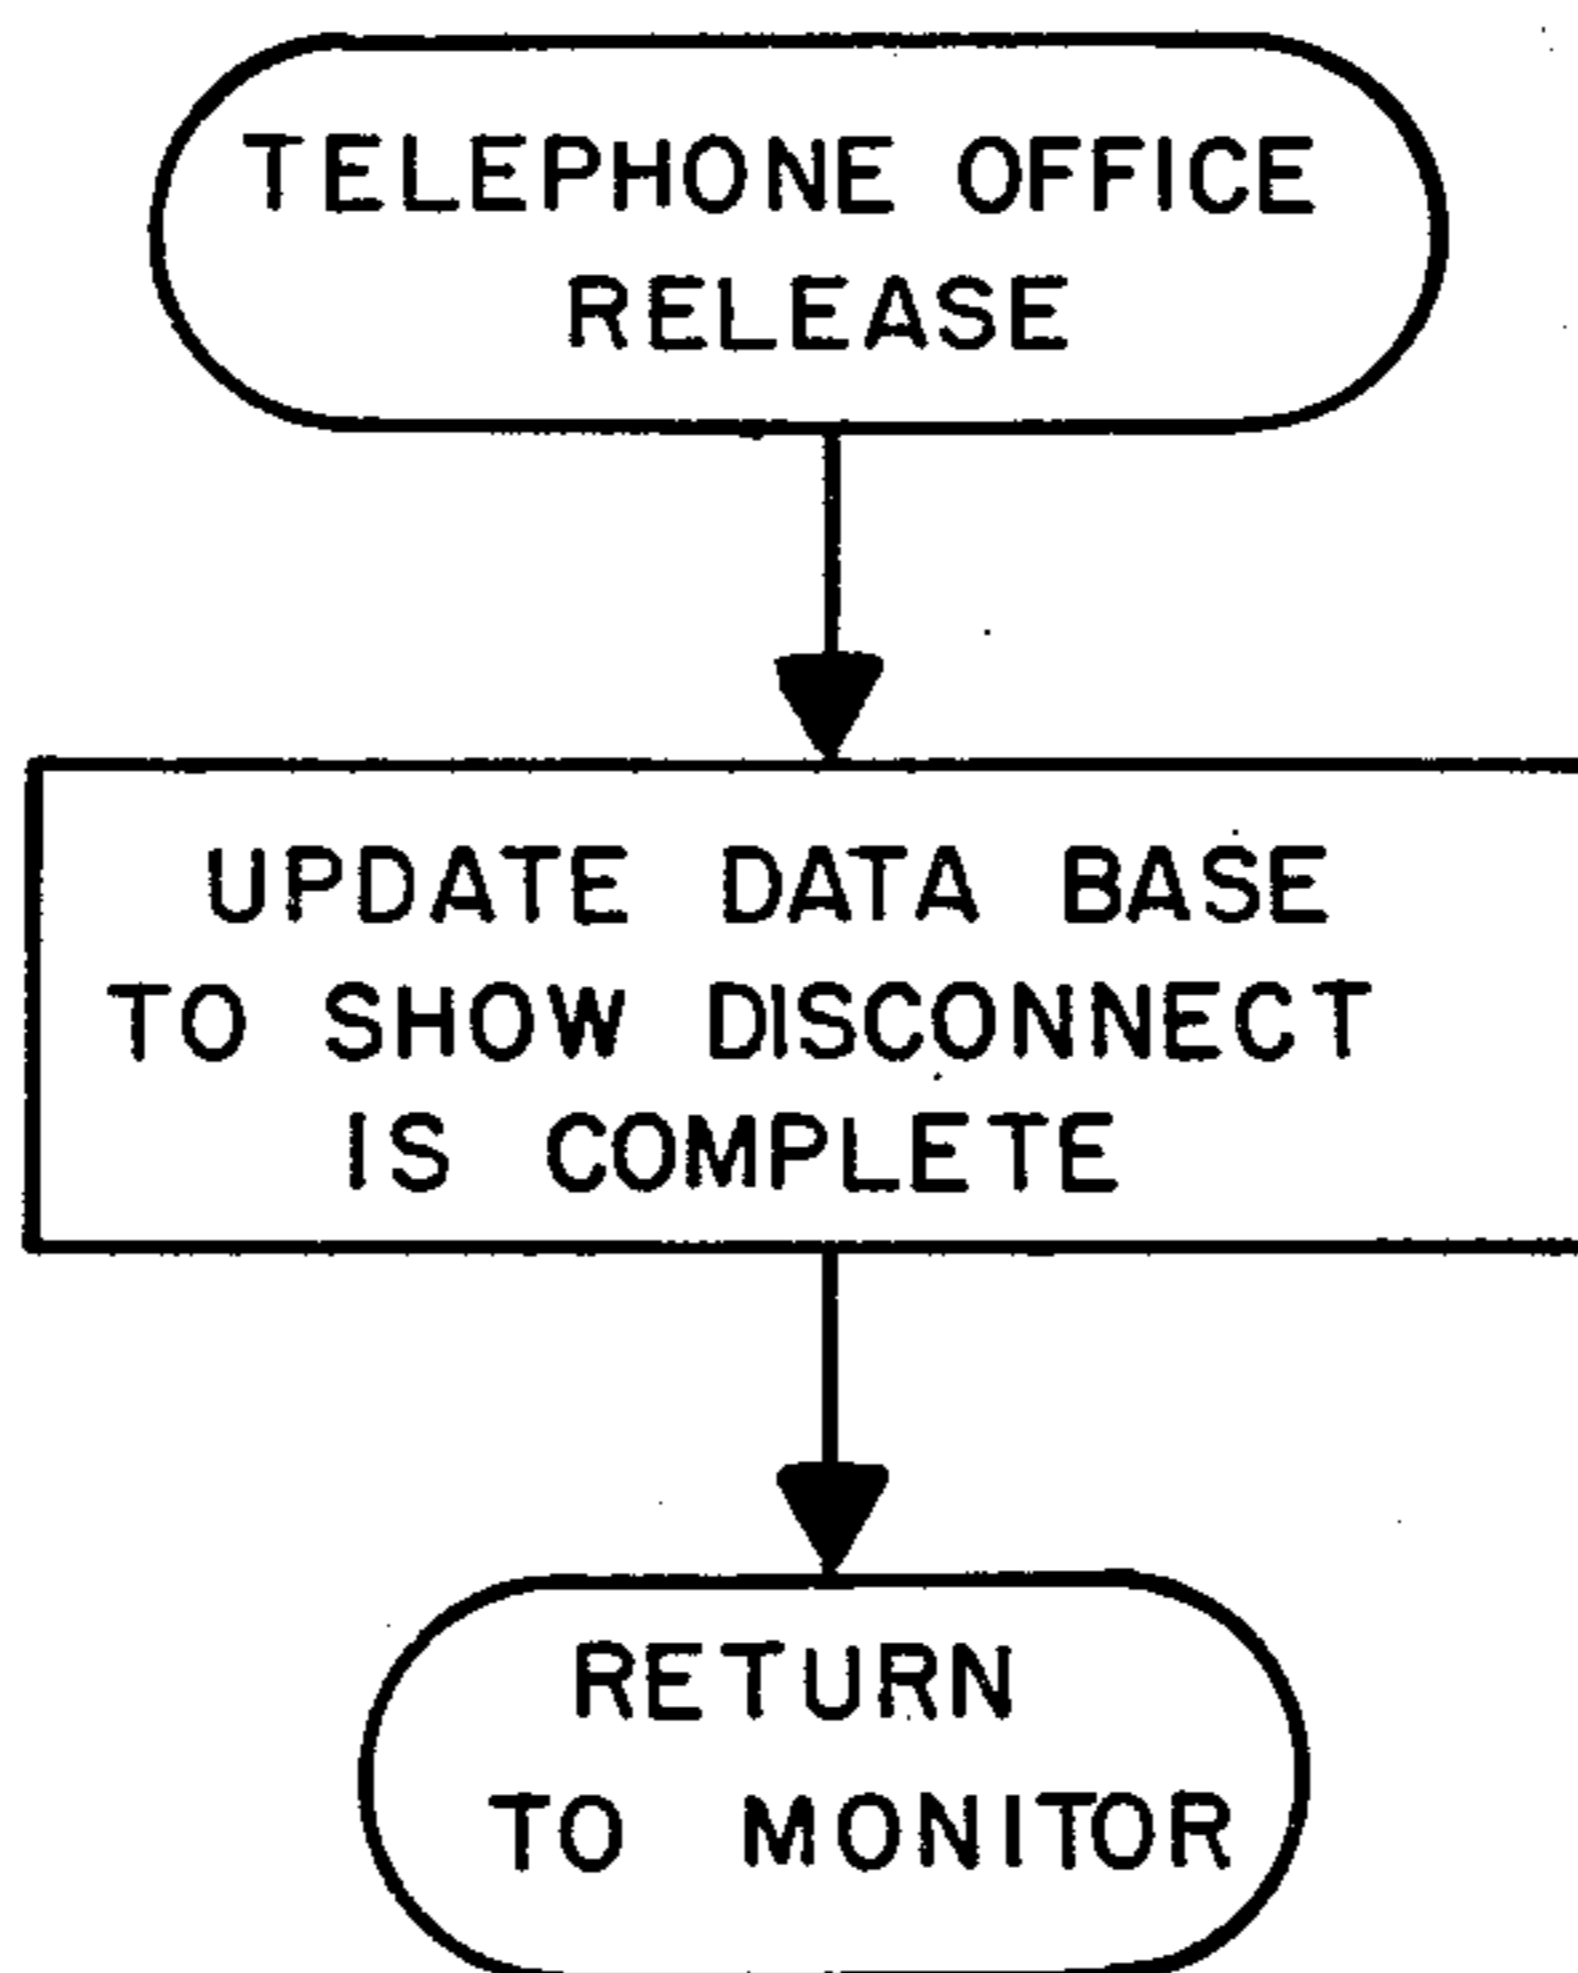 TELEPHONE OFFICE
RELEASE
UPDATE DATA BASE
TO SHOW DISCONNECT
IS COMPLETE
RETURN
TO MONITOR